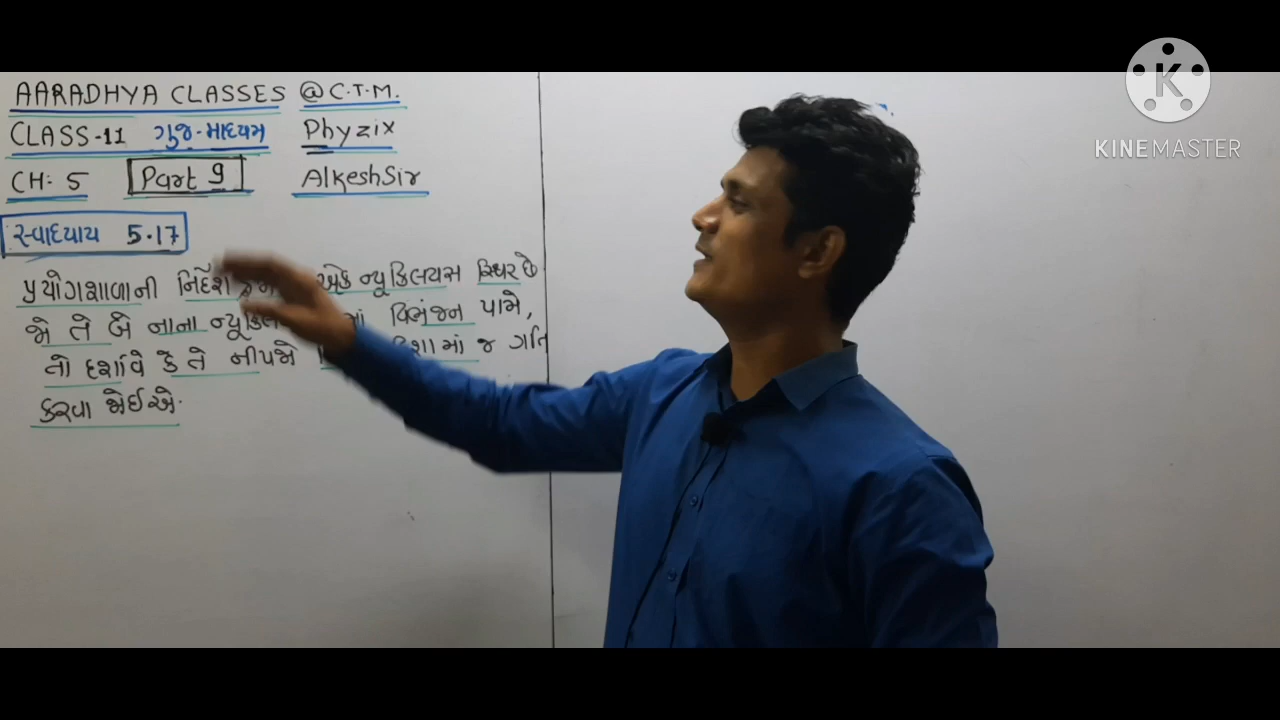 AARADHYA CLASSES @C.T.M.
CLASS-11 ગુજ-માધ્યમ Phyzix
CH: 5 Part 9 AlkeshSir
સ્વાધ્યાય 5.17
પ્રયોગશાળાની એક ન્યૂક્લિયસ સ્થિર છે
જો તે બે નાના વિભંજન પામે,
તો દર્શાવે કે તે નીપજો જ ગતિ
કરવા જોઈએ.
K
KINEMASTER